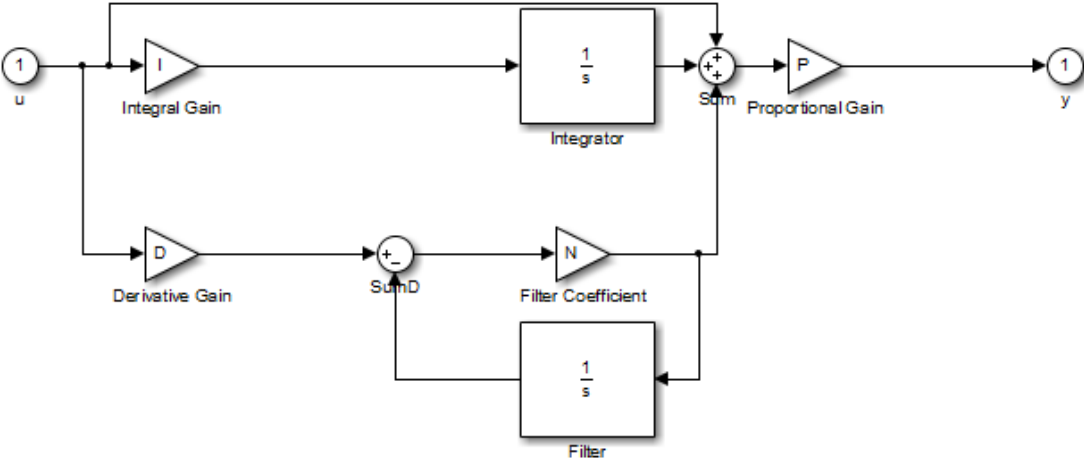 1
u
I
Integral Gain
1
s
Integrator
+
+
+
Sum
P
Proportional Gain
1
y
D
Derivative Gain
+
−
SumD
N
Filter Coefficient
1
s
Filter